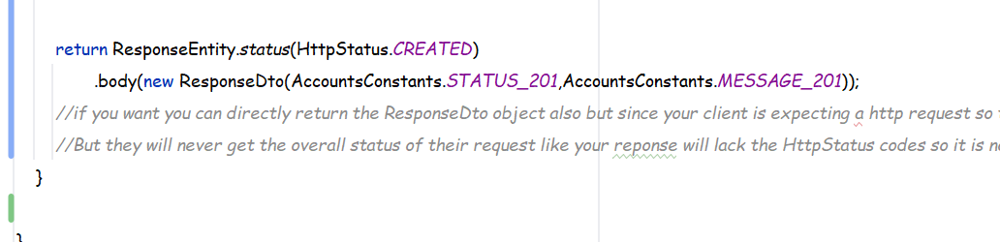 return ResponseEntity.status(HttpStatus.CREATED)
.body(new ResponseDto(AccountsConstants.STATUS_201,AccountsConstants.MESSAGE_201));
//if you want you can directly return the ResponseDto object also but since your client is expecting a http request so
//But they will never get the overall status of their request like your reponse will lack the HttpStatus codes so it is
}
}